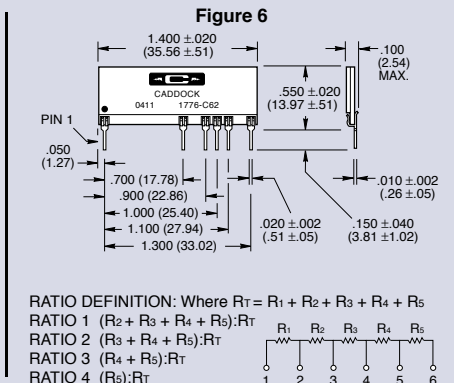 Figure 6
1.400 ±.020
(35.56 ±.51)
.100
(2.54)
MAX.
CADDOCK
0411 1776-C62
.550 ±.020
(13.97 ±.51)
PIN 1
.050
(1.27)
.700 (17.78)
.900 (22.86)
1.000 (25.40)
1.100 (27.94)
1.300 (33.02)
.020 ±.002
(.51 ±.05)
.010 ±.002
(.26 ±.05)
.150 ±.040
(3.81 ±1.02)
RATIO DEFINITION: Where RT = R1 + R2 + R3 + R4 + R5
RATIO 1 (R2 + R3 + R4 + R5):RT
RATIO 2 (R3 + R4 + R5):RT
RATIO 3 (R4 + R5):RT
RATIO 4 (R5):RT
R1 R2 R3 R4 R5
1 2 3 4 5 6